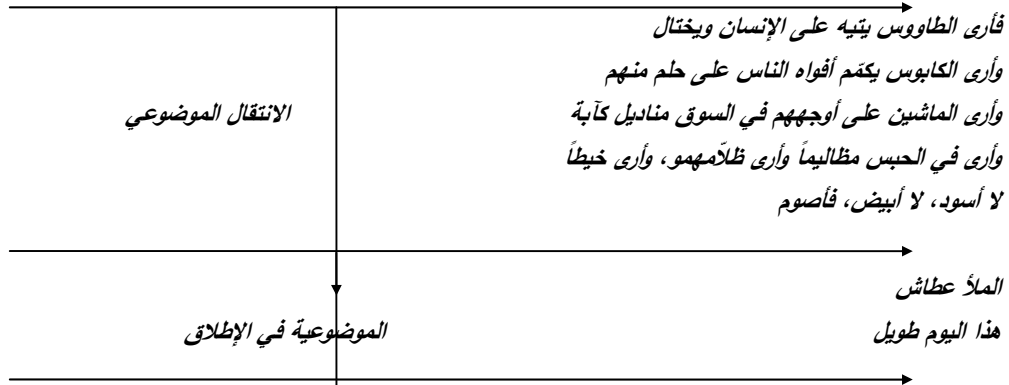 فأرى الطاووس يتيه على الإنسان ويختال
وأرى الكابوس يكمّم أفواه الناس على حلم منهم
وأرى الماشين على أوجههم في السوق مناديل كآبة
الانتقال الموضوعي
وأرى في الحبس مظاليماً وأرى ظلاّمهمو، وأرى خيطاً
لا أسود، لا أبيض، فأصوم
الملأ عطاش
هذا اليوم طويل
الموضوعية في الإطلاق